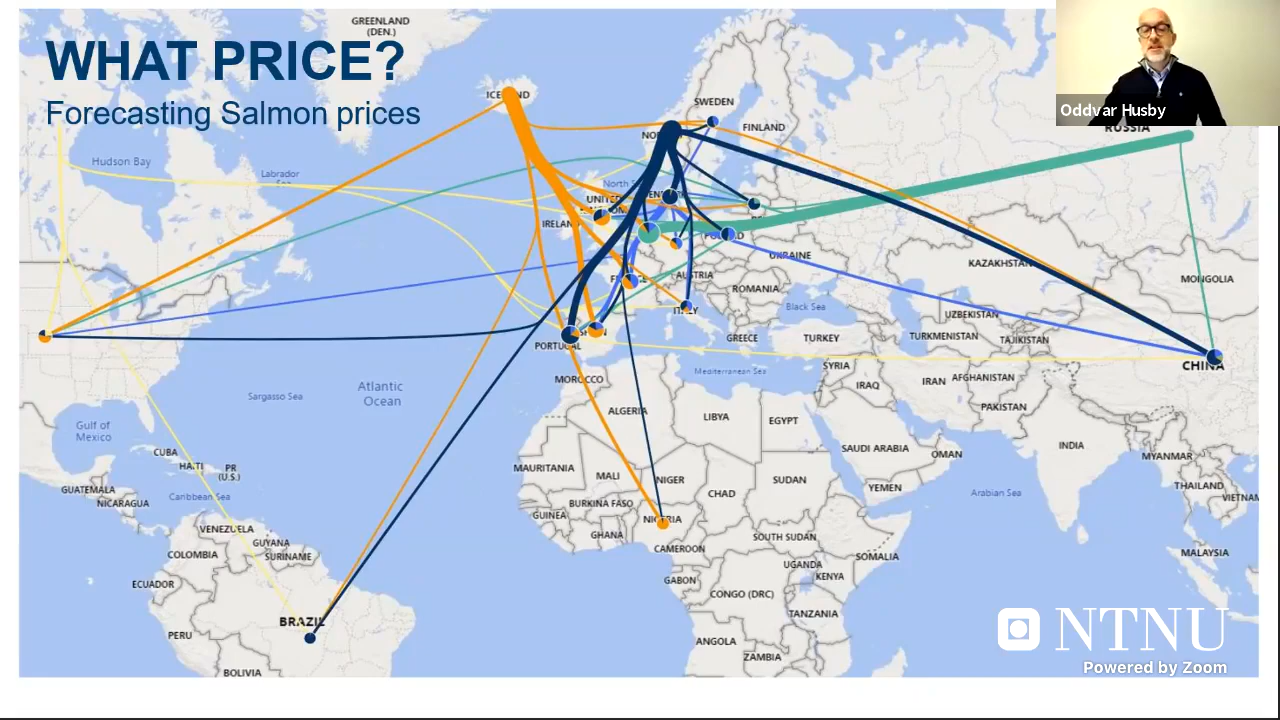 GREENLAND
(DEN.)
WHAT PRICE?
Forecasting Salmon prices
Oddvar Husby
SWEDEN
FINLAND
RUSSIA
Hudson Bay
Labrador
IRELAND
UKRAINE
KAZAKHSTAN
MONGOLIA
AUSTRIA
ROMANIA
ITALY
Black Sea
UZBEKISTAN
GREECE
TURKEY
TURKMENISTAN
TAJIKISTAN
PORTUGAL
SYRIA
CHINA
Mediterranean Sea
MOROCCO
IRAQ
IRAN
AFGHANISTAN
Atlantic
Ocean
Sargasso Sea
PAKISTAN
ALGERIA
LIBYA
EGYPT
Gulf of
Mexico
INDIA
CUBA
SAUDI ARABIA
OMAN
MYANMAR
HAITI
PR
(U.S.)
MAURITANIA
MALI
NIGER
SUDAN
YEMEN
Arabian Sea
THAILAND
GUATEMALA
Caribbean Sea
CHAD
VIETNAM
NICARAGUA
BURKINA FASO
GUINEA
NIGERIA
VENEZUELA
GHANA
SOUTH SUDAN
GUYANA
CAMEROON
SOMALIA
MALAYSIA
COLOMBIA
SURINAME
UGANDA
ECUADOR
GABON
KENYA
CONGO (DRC)
TANZANIA
BRAZIL
PERU
ANGOLA
ZAMBIA
BOLIVIA
NTNU
Powered by Zoom